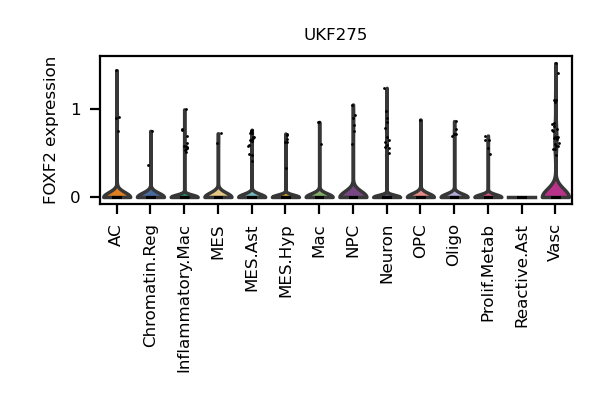 UKF275
FOXF2 expression
1
0
AC
Chromatin.Reg
Inflammatory.Mac
MES
MES.Ast
MES.Hyp
Mac
NPC
Neuron
OPC
Oligo
Prolif.Metab
Reactive.Ast
Vasc